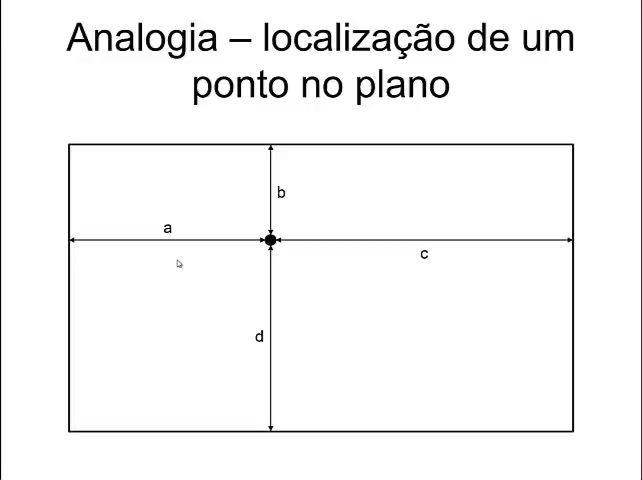 Analogia – localização de um
ponto no plano
b
a
c
d